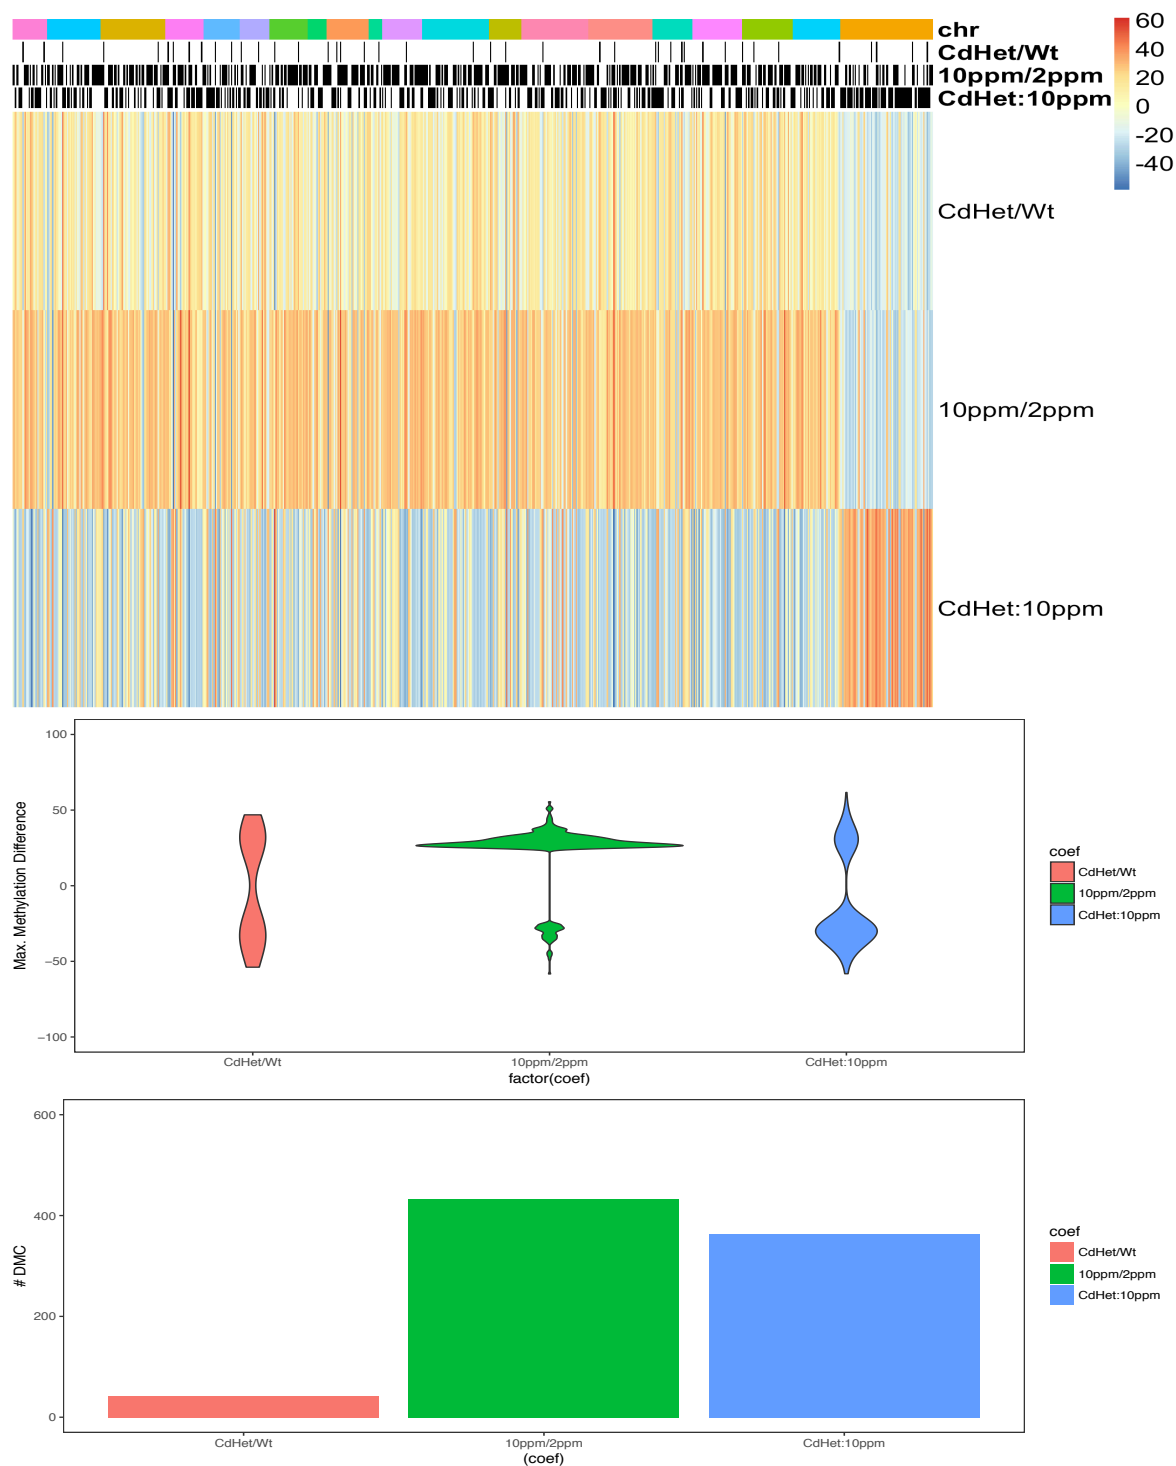 chr
CdHet/Wt
10ppm/2ppm
CdHet:10ppm
60
40
20
0
-20
-40
CdHet/Wt
10ppm/2ppm
CdHet:10ppm
Max. Methylation Difference
100
50
0
−50
−100
CdHet/Wt
10ppm/2ppm
CdHet:10ppm
factor(coef)
coef
CdHet/Wt
10ppm/2ppm
CdHet:10ppm
# DMC
600
400
200
0
CdHet/Wt
10ppm/2ppm
CdHet:10ppm
(coef)
coef
CdHet/Wt
10ppm/2ppm
CdHet:10ppm